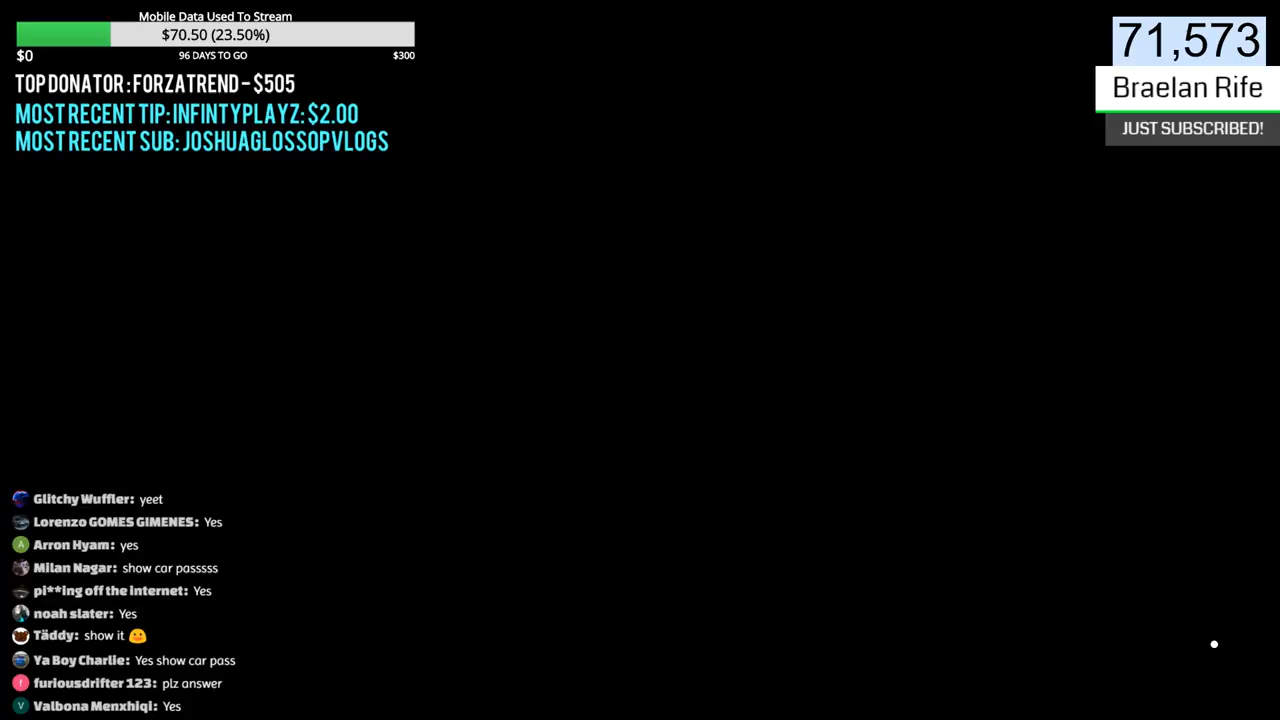 Mobile Data Used To Stream
$70.50 (23.50%)
$0 96 DAYS TO GO $300
TOP DONATOR : FORZATREND - $505
MOST RECENT TIP: INFINTYPLAYZ: $2.00
MOST RECENT SUB: JOSHUAGLOSSOPVLOGS
71,573
Braelan Rife
JUST SUBSCRIBED!
Glitchy Wuffler: yeet
Lorenzo GOMES GIMENES: Yes
A Arron Hyam: yes
Milan Nagar: show car passsss
pi**ing off the internet: Yes
noah slater: Yes
Täddy: show it
Ya Boy Charlie: Yes show car pass
f furiousdrifter 123: plz answer
V Valbona Menxhiqi: Yes